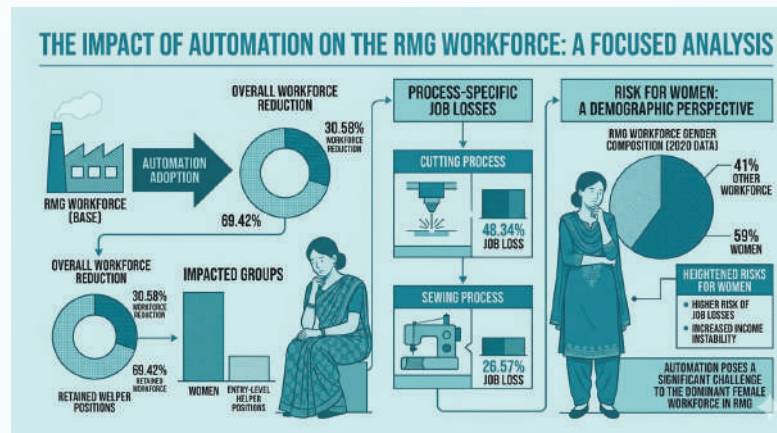 THE IMPACT OF AUTOMATION ON THE RMG WORKFORCE: A FOCUSED ANALYSIS
RMG WORKFORCE
(BASE)
AUTOMATION
ADOPTION
OVERALL WORKFORCE
REDUCTION
30.58%
WORKFORCE
REDUCTION
69.42%
OVERALL WORKFORCE
REDUCTION
30.58%
WORKFORCE
REDUCTION
69.42%
RETAINED
WORKFORCE
RETAINED WELPER
POSITIONS
IMPACTED GROUPS
WOMEN
ENTRY-LEVEL
HELPER
POSITIONS
PROCESS-SPECIFIC
JOB LOSSES
CUTTING PROCESS
48.34%
JOB LOSS
SEWING PROCESS
26.57%
JOB LOSS
RISK FOR WOMEN:
A DEMOGRAPHIC PERSPECTIVE
RMG WORKFORCE GENDER
COMPOSITION (2020 DATA)
41%
OTHER
WORKFORCE
59%
WOMEN
HEIGHTENED RISKS
FOR WOMEN
• HIGHER RISK OF
JOB LOSSES
• INCREASED INCOME
INSTABILITY
AUTOMATION POSES A
SIGNIFICANT CHALLENGE
TO THE DOMINANT FEMALE
WORKFORCE IN RMG